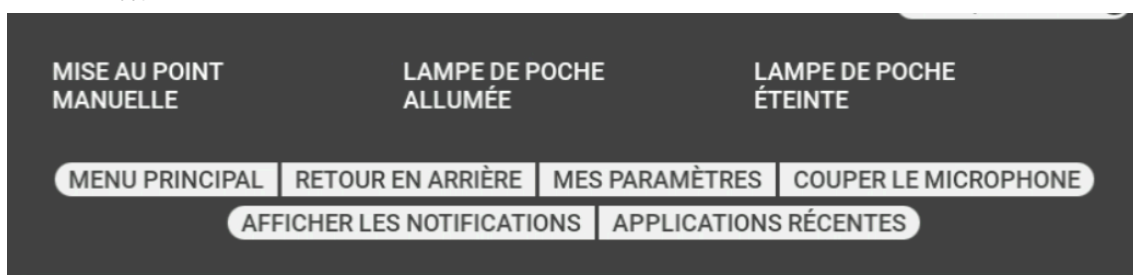 MISE AU POINT
MANUELLE
LAMPE DE POCHE
ALLUMÉE
LAMPE DE POCHE
ÉTEINTE
MENU PRINCIPAL RETOUR EN ARRIÈRE MES PARAMÈTRES COUPER LE MICROPHONE
AFFICHER LES NOTIFICATIONS APPLICATIONS RÉCENTES